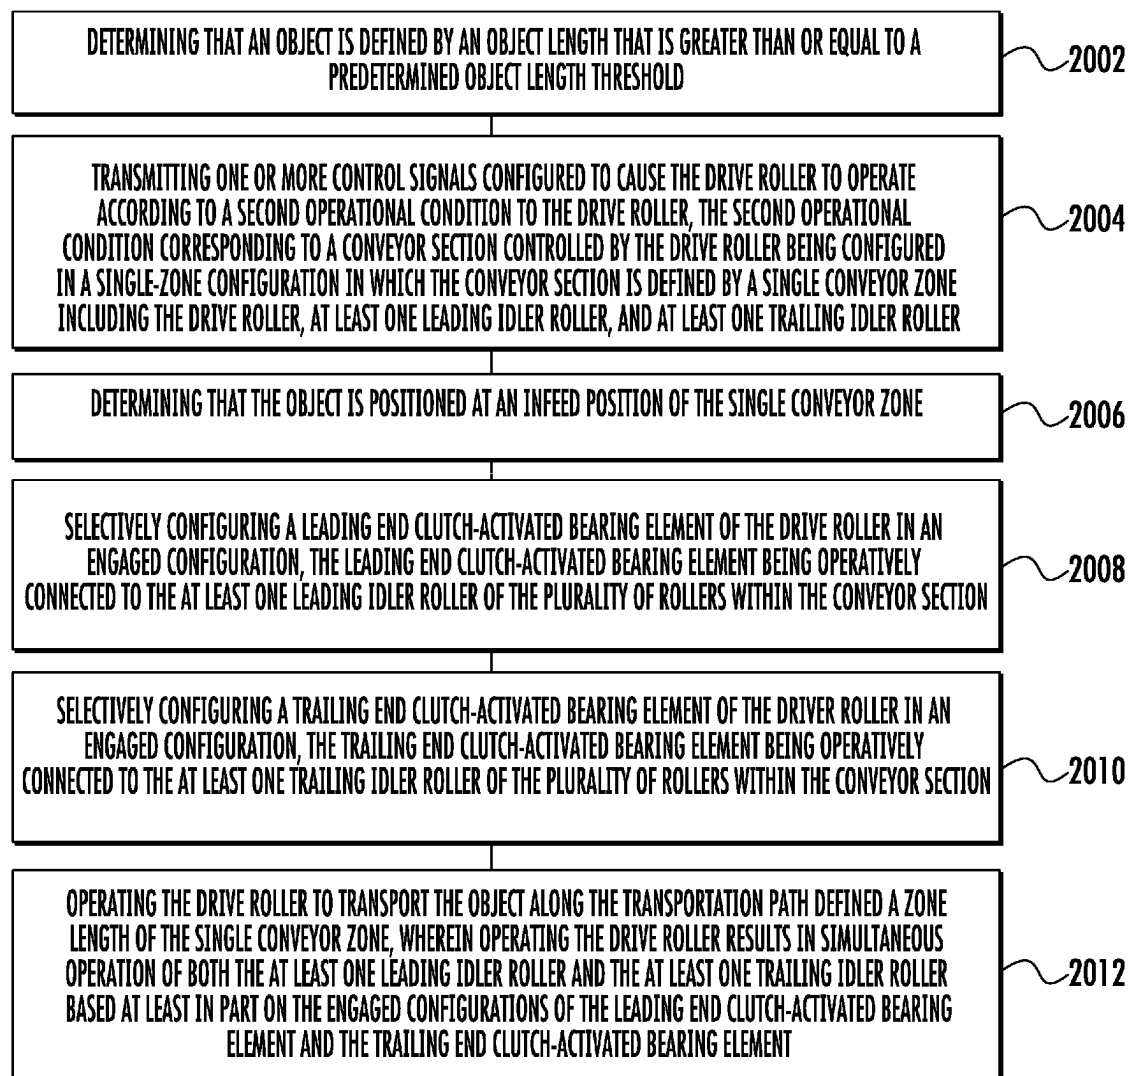 DETERMINING THAT AN OBJECT IS DEFINED BY AN OBJECT LENGTH THAT IS GREATER THAN OR EQUAL TO A
PREDETERMINED OBJECT LENGTH THRESHOLD
2002
TRANSMITTING ONE OR MORE CONTROL SIGNALS CONFIGURED TO CAUSE THE DRIVE ROLLER TO OPERATE
ACCORDING TO A SECOND OPERATIONAL CONDITION TO THE DRIVE ROLLER, THE SECOND OPERATIONAL
CONDITION CORRESPONDING TO A CONVEYOR SECTION CONTROLLED BY THE DRIVE ROLLER BEING CONFIGURED
IN A SINGLE-ZONE CONFIGURATION IN WHICH THE CONVEYOR SECTION IS DEFINED BY A SINGLE CONVEYOR ZONE
INCLUDING THE DRIVE ROLLER, AT LEAST ONE LEADING IDLER ROLLER, AND AT LEAST ONE TRAILING IDLER ROLLER
2004
DETERMINING THAT THE OBJECT IS POSITIONED AT AN INFEED POSITION OF THE SINGLE CONVEYOR ZONE
2006
SELECTIVELY CONFIGURING A LEADING END CLUTCH-ACTIVATED BEARING ELEMENT OF THE DRIVE ROLLER IN AN
ENGAGED CONFIGURATION, THE LEADING END CLUTCH-ACTIVATED BEARING ELEMENT BEING OPERATIVELY
CONNECTED TO THE AT LEAST ONE LEADING IDLER ROLLER OF THE PLURALITY OF ROLLERS WITHIN THE CONVEYOR SECTION
2008
SELECTIVELY CONFIGURING A TRAILING END CLUTCH-ACTIVATED BEARING ELEMENT OF THE DRIVER ROLLER IN AN
ENGAGED CONFIGURATION, THE TRAILING END CLUTCH-ACTIVATED BEARING ELEMENT BEING OPERATIVELY
CONNECTED TO THE AT LEAST ONE TRAILING IDLER ROLLER OF THE PLURALITY OF ROLLERS WITHIN THE CONVEYOR SECTION
2010
OPERATING THE DRIVE ROLLER TO TRANSPORT THE OBJECT ALONG THE TRANSPORTATION PATH DEFINED A ZONE
LENGTH OF THE SINGLE CONVEYOR ZONE, WHEREIN OPERATING THE DRIVE ROLLER RESULTS IN SIMULTANEOUS
OPERATION OF BOTH THE AT LEAST ONE LEADING IDLER ROLLER AND THE AT LEAST ONE TRAILING IDLER ROLLER
BASED AT LEAST IN PART ON THE ENGAGED CONFIGURATIONS OF THE LEADING END CLUTCH-ACTIVATED BEARING
ELEMENT AND THE TRAILING END CLUTCH-ACTIVATED BEARING ELEMENT
2012